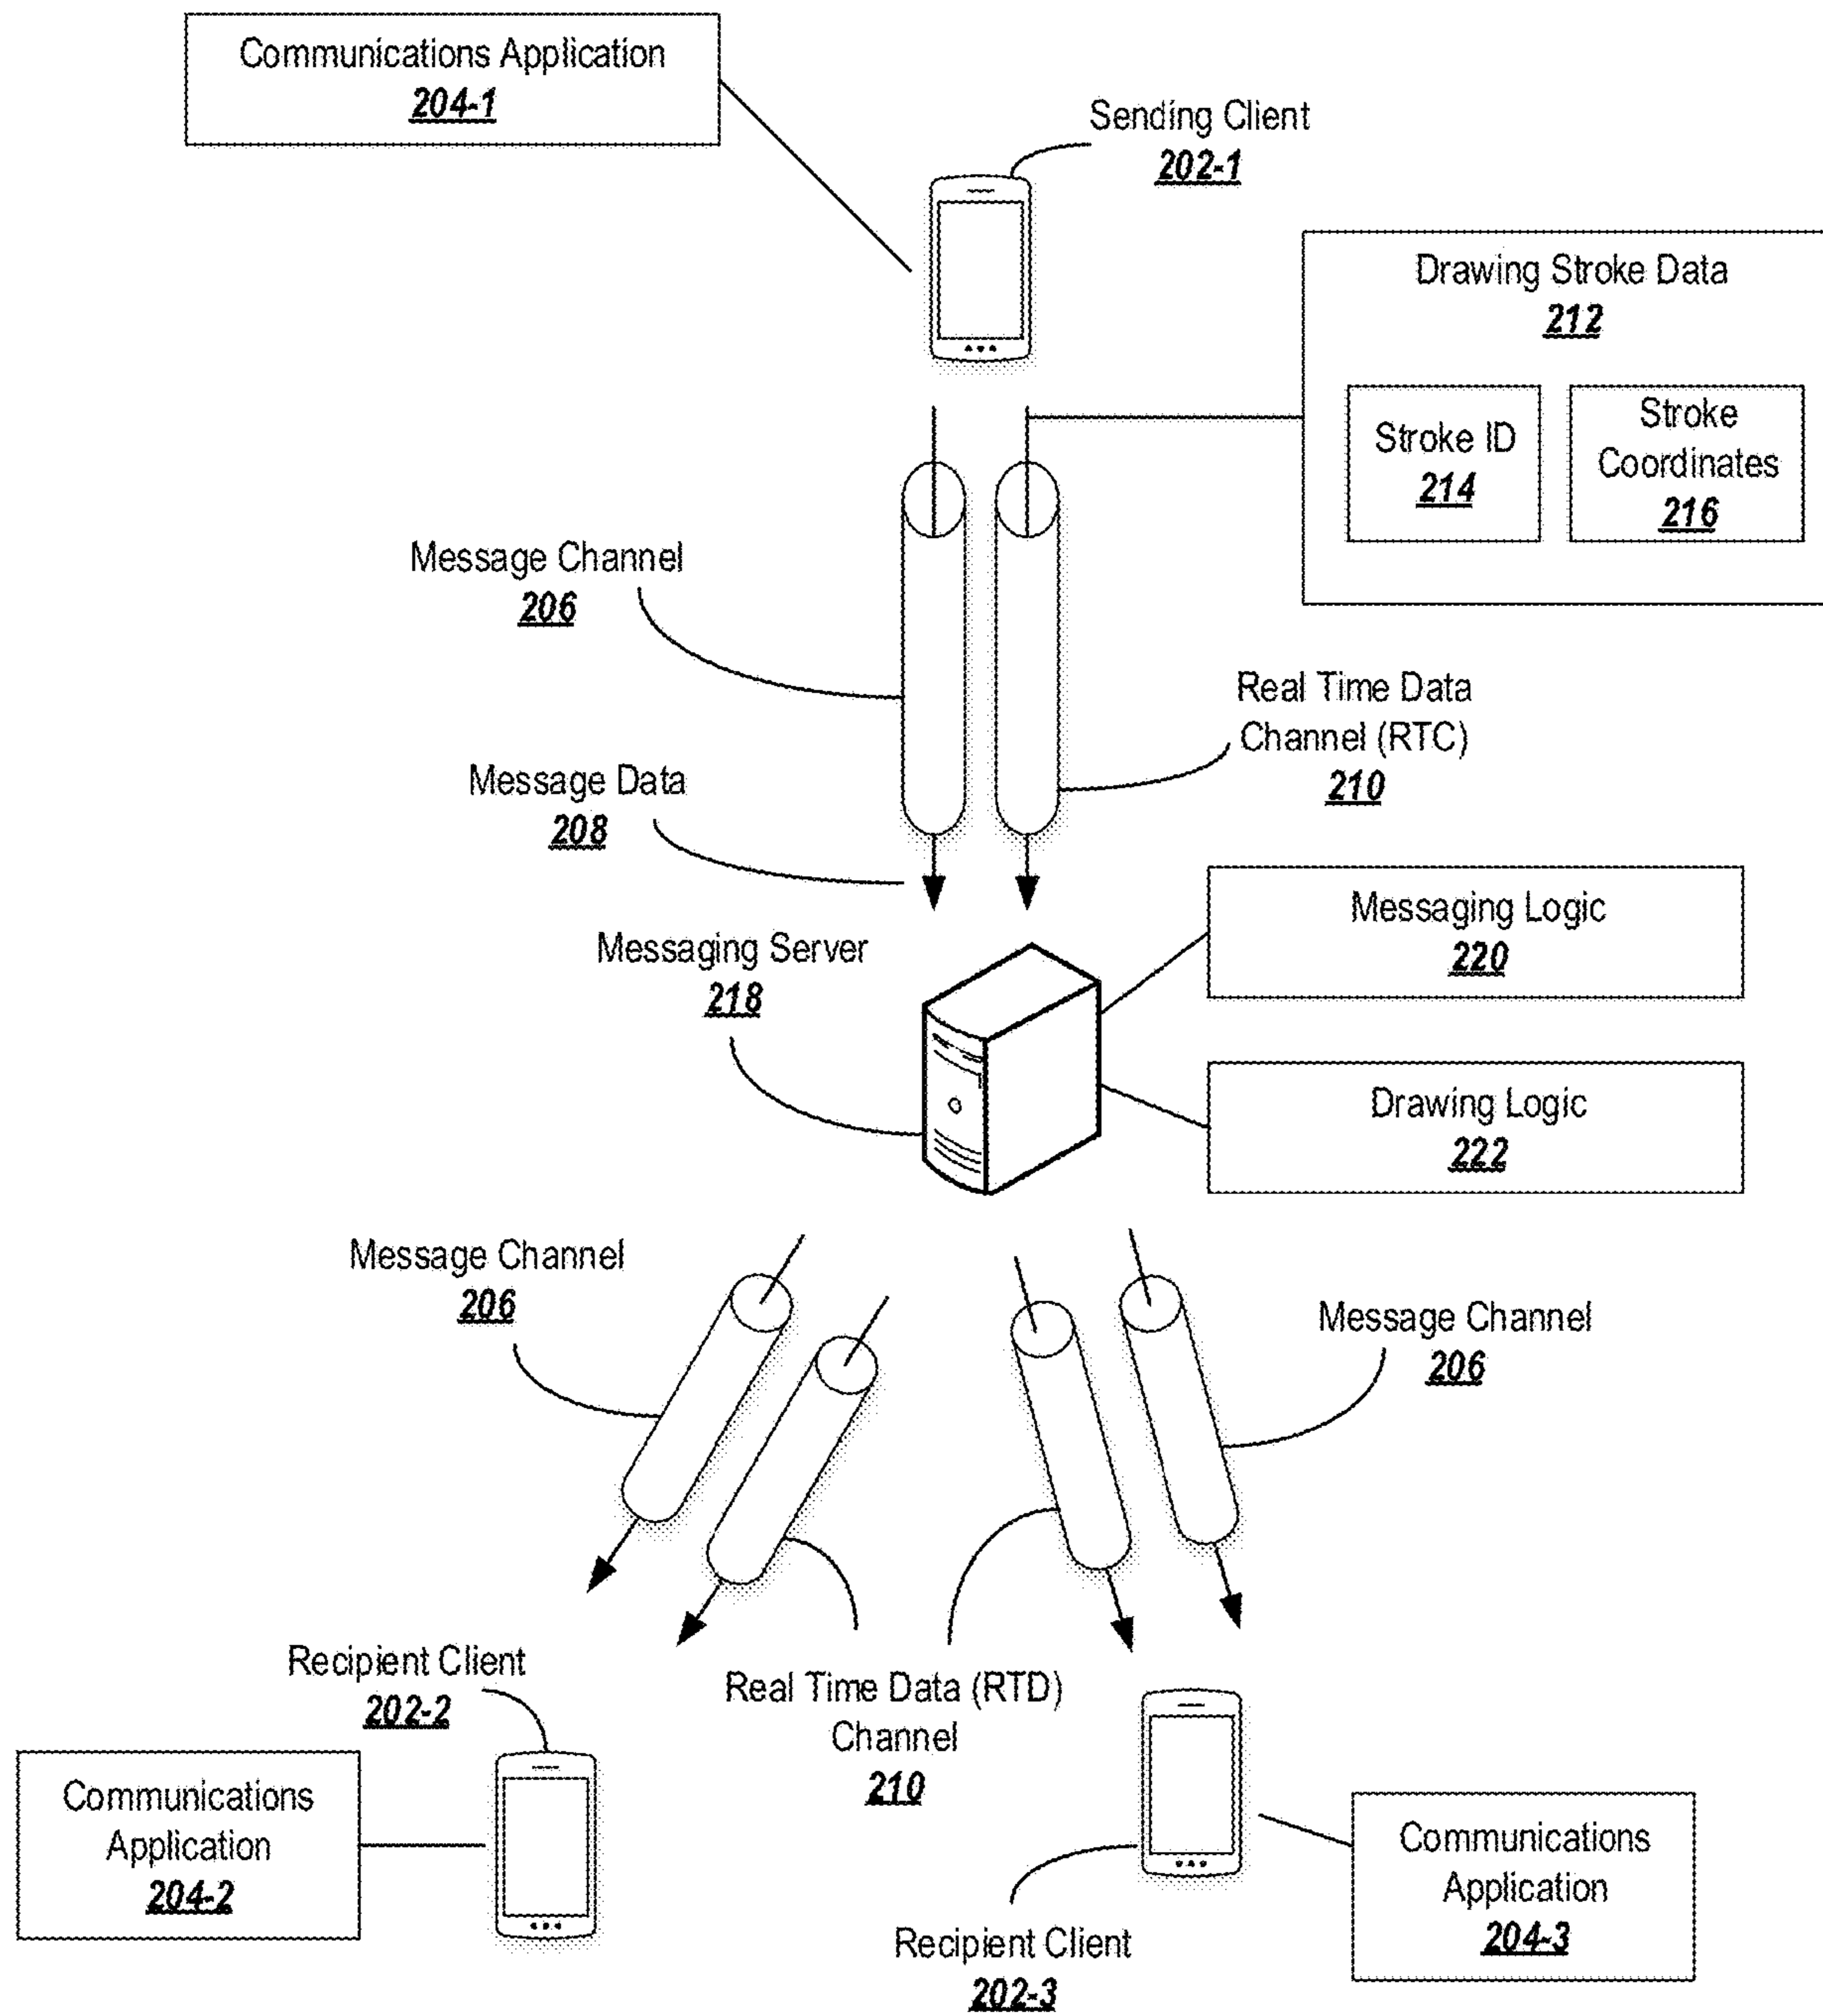 Communications Application
204-1
Sending Client
202-1
Drawing Stroke Data
212
Stroke ID
214
Stroke
Coordinates
216
Message Channel
206
Real Time Data
Channel (RTC)
210
Message Data
208
Messaging Logic
220
Messaging Server
218
Drawing Logic
222
Message Channel
206
Message Channel
206
Recipient Client
202-2
Real Time Data (RTD)
Channel
210
Communications
Application
204-2
Communications
Application
204-3
Recipient Client
202-3